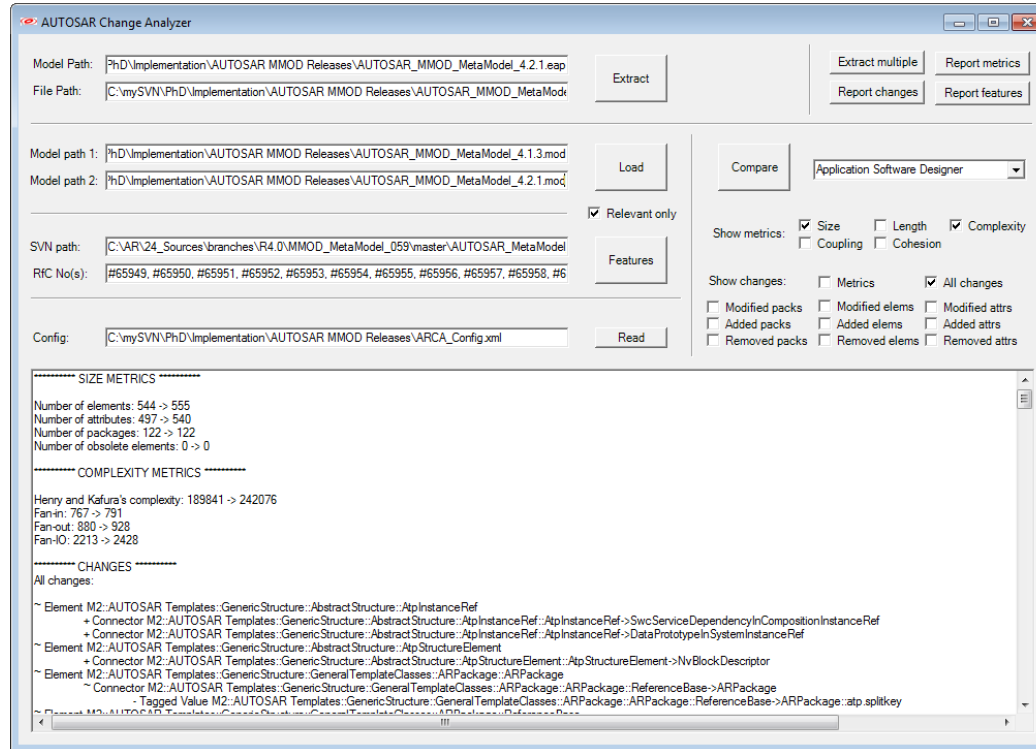 AUTOSAR Change Analyzer
Model Path: PhD\Implementation\AUTOSAR MMOD Releases\AUTOSAR_MMOD_MetaModel_4.2.1.eap
Extract
Extract multiple Report metrics
File Path: C:\mySVN\PhD\Implementation\AUTOSAR MMOD Releases\AUTOSAR_MMOD_MetaMode
Report changes Report features
Model path 1: PhD\Implementation\AUTOSAR MMOD Releases\AUTOSAR_MMOD_MetaModel_4.1.3.mod
Load
Compare
Application Software Designer
Model path 2: PhD\Implementation\AUTOSAR MMOD Releases\AUTOSAR_MMOD_MetaModel_4.2.1.mod
Relevant only
Show metrics: Size Length Complexity
Coupling Cohesion
SVN path: C:\AR\24_Sources\branches\R4.0\MMOD_MetaModel_059\master\AUTOSAR_MetaModel
Features
RfC No(s): #65949, #65950, #65951, #65952, #65953, #65954, #65955, #65956, #65957, #65958, #6
Show changes: Metrics All changes
Modified packs Modified elems Modified attrs
Added packs Added elems Added attrs
Removed packs Removed elems Removed attrs
Config: C:\mySVN\PhD\Implementation\AUTOSAR MMOD Releases\ARCA_Config.xml
Read
********** SIZE METRICS **********
Number of elements: 544 -> 555
Number of attributes: 497 -> 540
Number of packages: 122 -> 122
Number of obsolete elements: 0 -> 0
********** COMPLEXITY METRICS **********
Henry and Kafura's complexity: 189841 -> 242076
Fan-in: 767 -> 791
Fan-out: 880 -> 928
Fan-IO: 2213 -> 2428
********** CHANGES **********
All changes:
~ Element M2::AUTOSAR Templates::GenericStructure::AbstractStructure::AtpInstanceRef
+ Connector M2::AUTOSAR Templates::GenericStructure::AbstractStructure::AtpInstanceRef::AtpInstanceRef->SwcServiceDependencyInCompositionInstanceRef
+ Connector M2::AUTOSAR Templates::GenericStructure::AbstractStructure::AtpInstanceRef::AtpInstanceRef->DataPrototypeInSystemInstanceRef
~ Element M2::AUTOSAR Templates::GenericStructure::AbstractStructure::AtpStructureElement
+ Connector M2::AUTOSAR Templates::GenericStructure::AbstractStructure::AtpStructureElement::AtpStructureElement->NvBlockDescriptor
~ Element M2::AUTOSAR Templates::GenericStructure::GeneralTemplateClasses::ARPackage::ARPackage
~ Connector M2::AUTOSAR Templates::GenericStructure::GeneralTemplateClasses::ARPackage::ARPackage::ReferenceBase->ARPackage
- Tagged Value M2::AUTOSAR Templates::GenericStructure::GeneralTemplateClasses::ARPackage::ARPackage::ReferenceBase->ARPackage::atp.splitkey